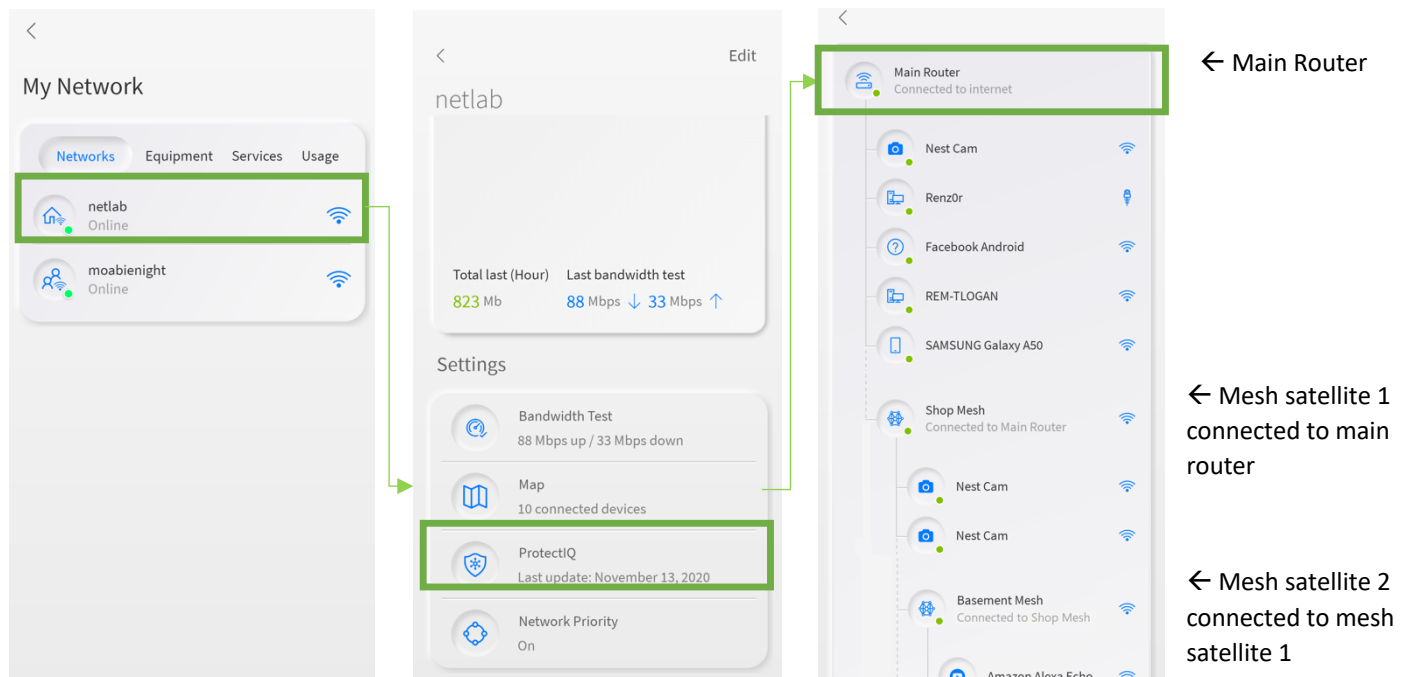 My Network
Networks Equipment Services Usage
netlab
Online
moabienight
Online
Edit
netlab
Total last (Hour) Last bandwidth test
823 Mb 88 Mbps ↓ 33 Mbps ↑
Settings
Bandwidth Test
88 Mbps up / 33 Mbps down
Map
10 connected devices
ProtectIQ
Last update: November 13, 2020
Network Priority
On
Main Router
Connected to internet
Nest Cam
Renz0r
Facebook Android
REM-TLOGAN
SAMSUNG Galaxy A50
Shop Mesh
Connected to Main Router
Nest Cam
Nest Cam
Basement Mesh
Connected to Shop Mesh
Amazon Alexa Echo
← Main Router
← Mesh satellite 1
connected to main
router
← Mesh satellite 2
connected to mesh
satellite 1